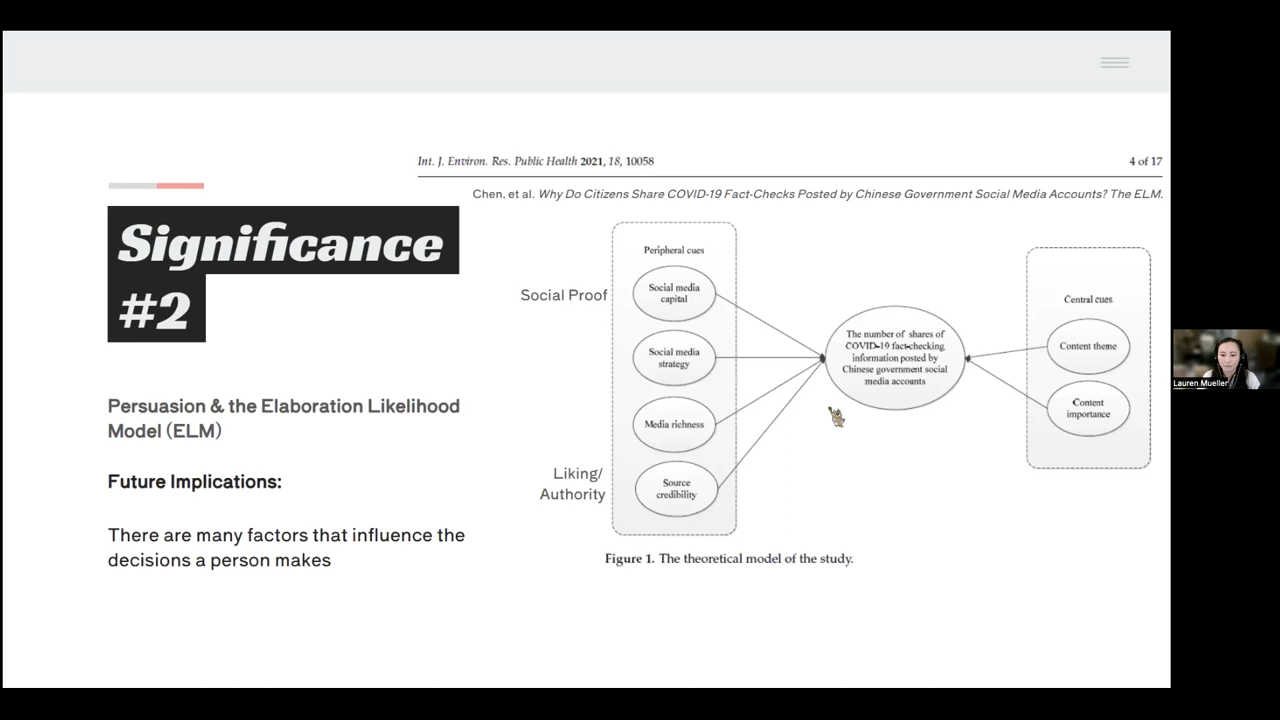 Int. J. Environ. Res. Public Health 2021, 18, 10058
4 of 17
Chen, et al. Why Do Citizens Share COVID-19 Fact-Checks Posted by Chinese Government Social Media Accounts? The ELM.
Significance
#2
Persuasion & the Elaboration Likelihood
Model (ELM)
Future Implications:
There are many factors that influence the
decisions a person makes
Social Proof
Liking/
Authority
Peripheral cues
Social media
capital
Social media
strategy
Media richness
Source
credibility
The number of shares of
COVID-19 fact-checking
information posted by
Chinese government social
media accounts
Central cues
Content theme
Content
importance
Figure 1. The theoretical model of the study.
Lauren Mueller